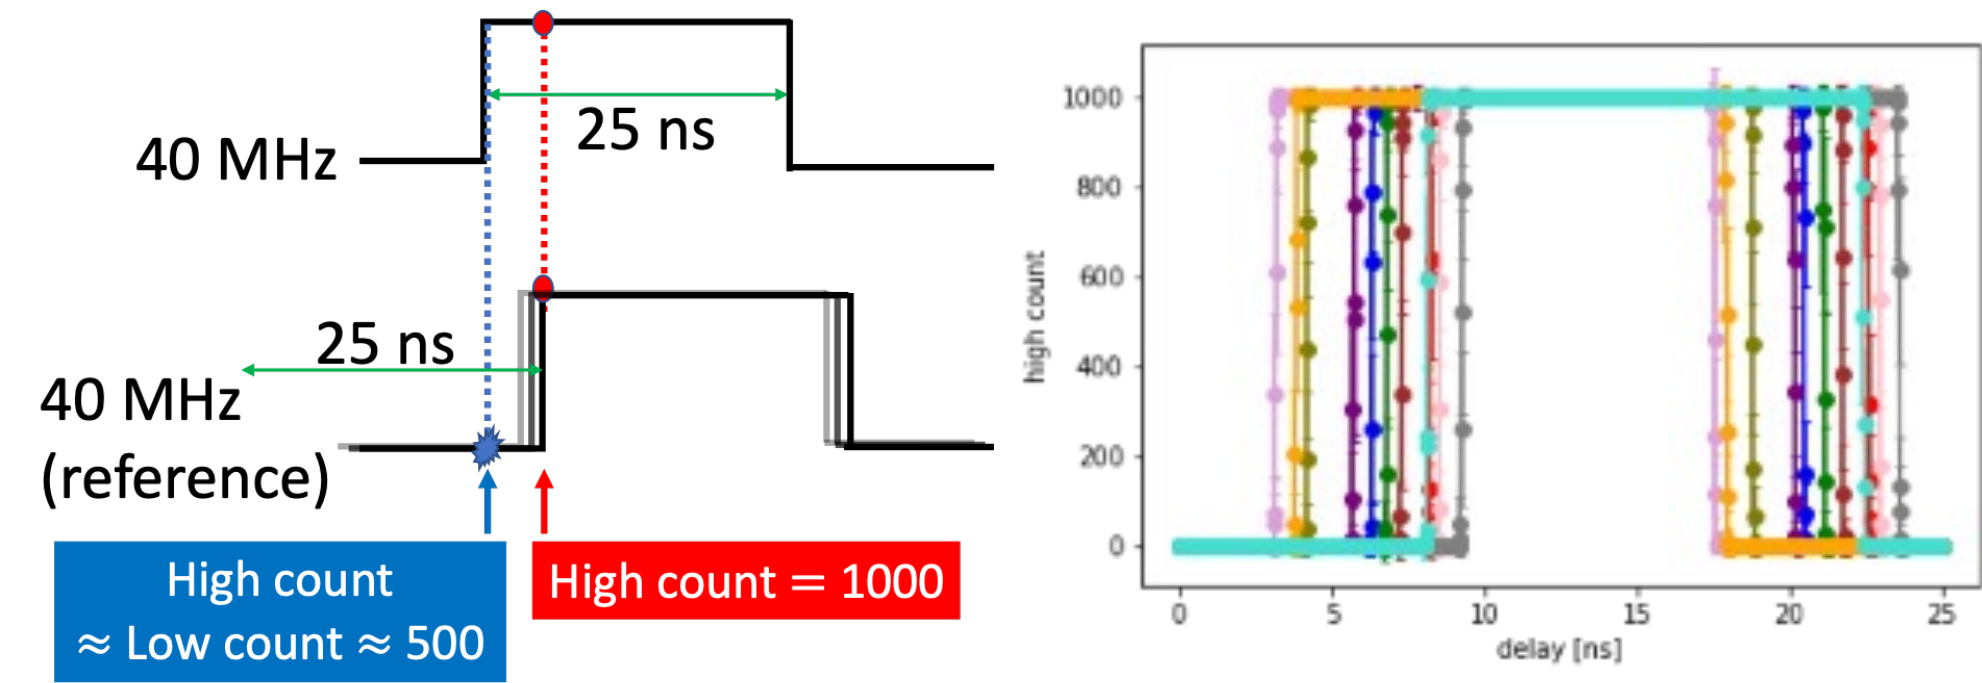 25 ns
40 MHz
25 ns
40 MHz
(reference)
High count
≈ Low count ≈ 500
High count = 1000
1000
800
600
400
200
0
high count
0 5 10 15 20 25
delay [ns]